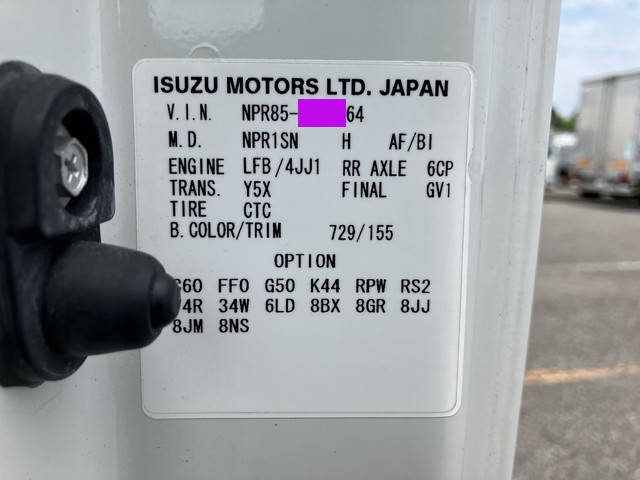 ISUZU MOTORS LTD. JAPAN
V.I.N. NPR85- 64
M.D. NPR1SN H AF/BI
ENGINE LFB/4JJ1 RR AXLE 6CP
TRANS. Y5X FINAL GV1
TIRE CTC
B.COLOR/TRIM 729/155
OPTION
FF0 G50 K44 RPW RS2
34W 6LD 8BX 8GR 8JJ
8JM 8NS